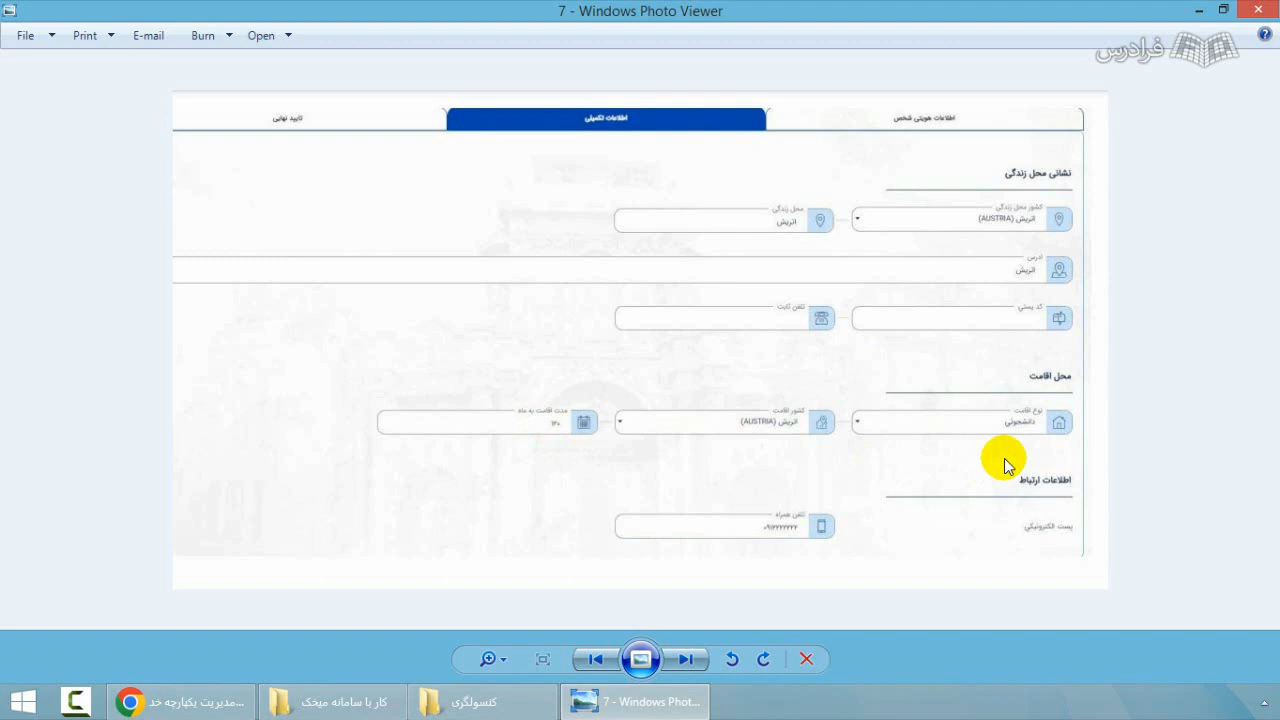 7 - Windows Photo Viewer
File Print E-mail Burn Open
فرادرس
اطلاعات هویتی شخص
اطلاعات تکمیلی
تایید نهایی
نشانی محل زندگی
کشور محل زندگی
اتریش (AUSTRIA)
محل زندگی
اتریش
آدرس
اتریش
کد پستی
تلفن ثابت
محل اقامت
نوع اقامت
دانشجویی
کشور اقامت
اتریش (AUSTRIA)
مدت اقامت به ماه
۱۲۰
اطلاعات ارتباط
پست الکترونیکی
تلفن همراه
۰۹۱۲۲۲۲۲۲۲
مدیریت یکپارچه خد...
کار با سامانه میخک
کنسولگری
7 - Windows Phot...